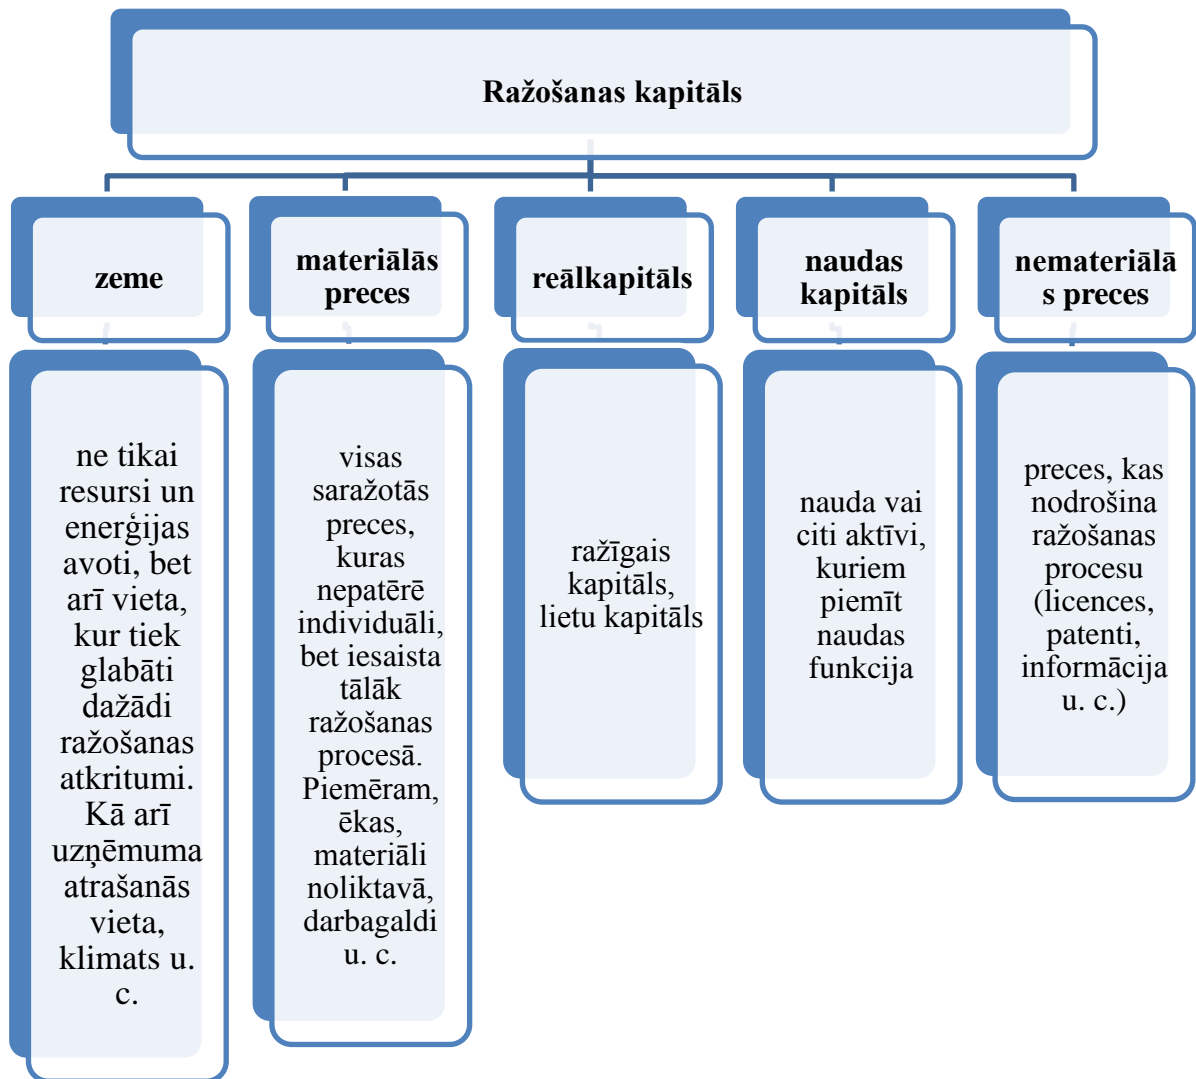 Ražošanas kapitāls
zeme
materiālās
preces
reālkapitāls
naudas
kapitāls
nemateriālā
s preces
ne tikai
resursi un
enerģijas
avoti, bet
arī vieta,
kur tiek
glabāti
dažādi
ražošanas
atkritumi.
Kā arī
uzņēmuma
atrašanās
vieta,
klimats u.
c.
visas
saražotās
preces,
kuras
nepatērē
individuāli,
bet iesaista
tālāk
ražošanas
procesā.
Piemēram,
ēkas,
materiāli
noliktavā,
darbagaldi
u. c.
ražīgais
kapitāls,
lietu kapitāls
nauda vai
citi aktīvi,
kuriem
piemīt
naudas
funkcija
preces, kas
nodrošina
ražošanas
procesu
(licences,
patenti,
informācija
u. c.)